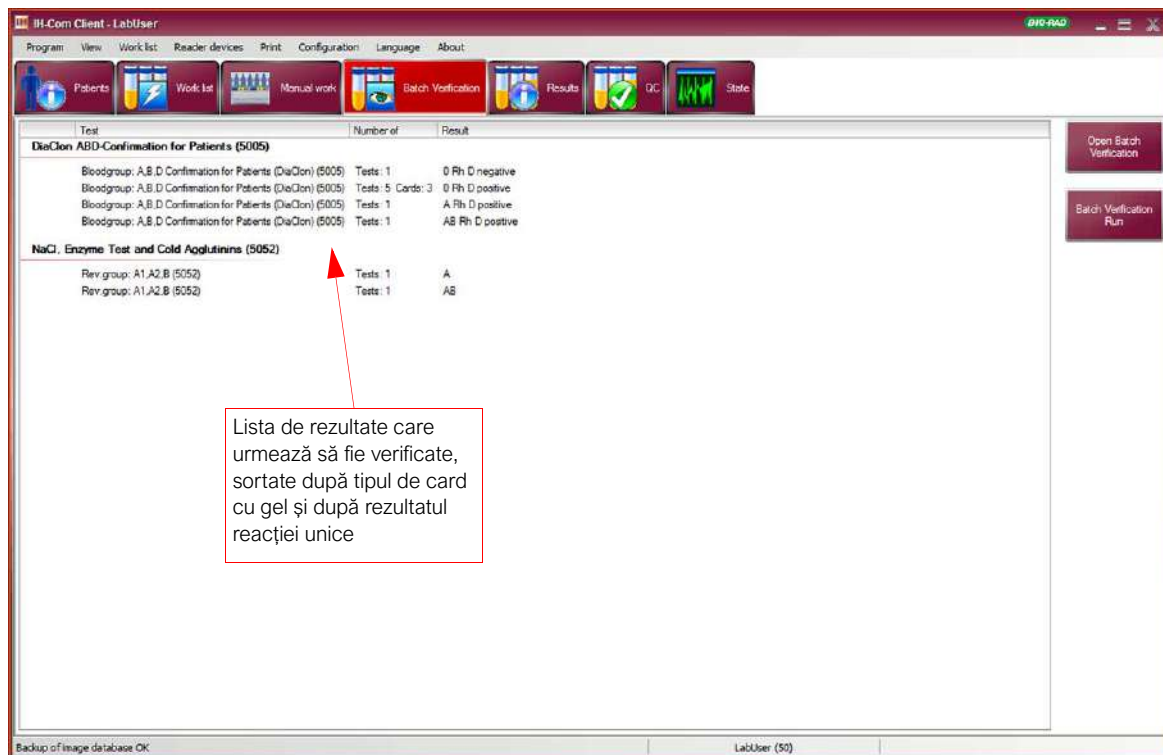 IH-Com Client - LabUser
BIO-RAD
Program View Work list Reader devices Print Configuration Language About
Patients Work list Manual work Batch Verification Results QC State
Test Number of Result
DiaClon ABD-Confirmation for Patients (5005)
Bloodgroup: A,B,D Confirmation for Patients (DiaClon) (5005) Tests: 1 0 Rh D negative
Bloodgroup: A,B,D Confirmation for Patients (DiaClon) (5005) Tests: 5 Cards: 3 0 Rh D positive
Bloodgroup: A,B,D Confirmation for Patients (DiaClon) (5005) Tests: 1 A Rh D positive
Bloodgroup: A,B,D Confirmation for Patients (DiaClon) (5005) Tests: 1 AB Rh D positive
NaCl, Enzyme Test and Cold Agglutinins (5052)
Rev.group: A1,A2,B (5052) Tests: 1 A
Rev.group: A1,A2,B (5052) Tests: 1 AB
Open Batch
Verification
Batch Verification
Run
Lista de rezultate care
urmează să fie verificate,
sortate după tipul de card
cu gel și după rezultatul
reacției unice
Backup of image database OK LabUser (50)